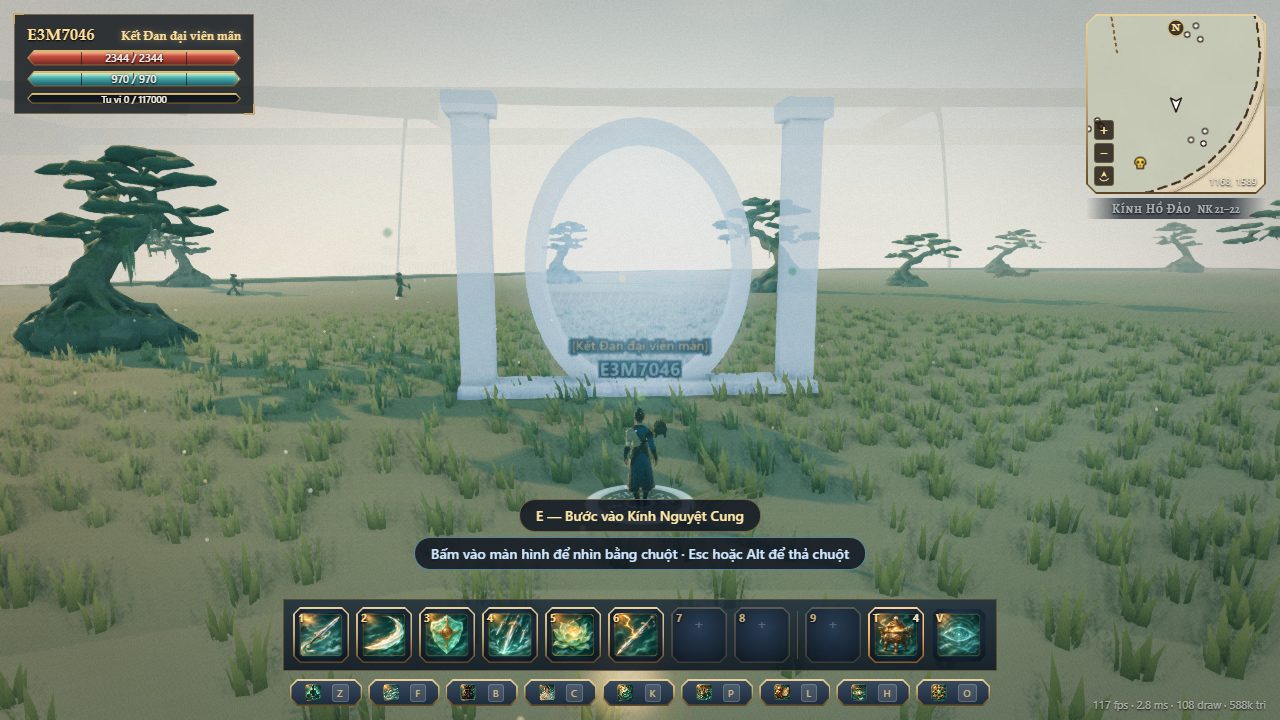 E3M7046 Kết Đan đại viên mãn
2344 / 2344
970 / 970
Tu vi 0 / 117000
N
+
−
1168, 1589
Kính Hồ Đảo NK 21–22
[Kết Đan đại viên mãn]
E3M7046
E — Bước vào Kính Nguyệt Cung
Bấm vào màn hình để nhìn bằng chuột · Esc hoặc Alt để thả chuột
1 2 3 4 5 6 7 8 9 T 4 V
+ + +
Z F B C K P L H O
117 fps · 2.8 ms · 108 draw · 588k tri